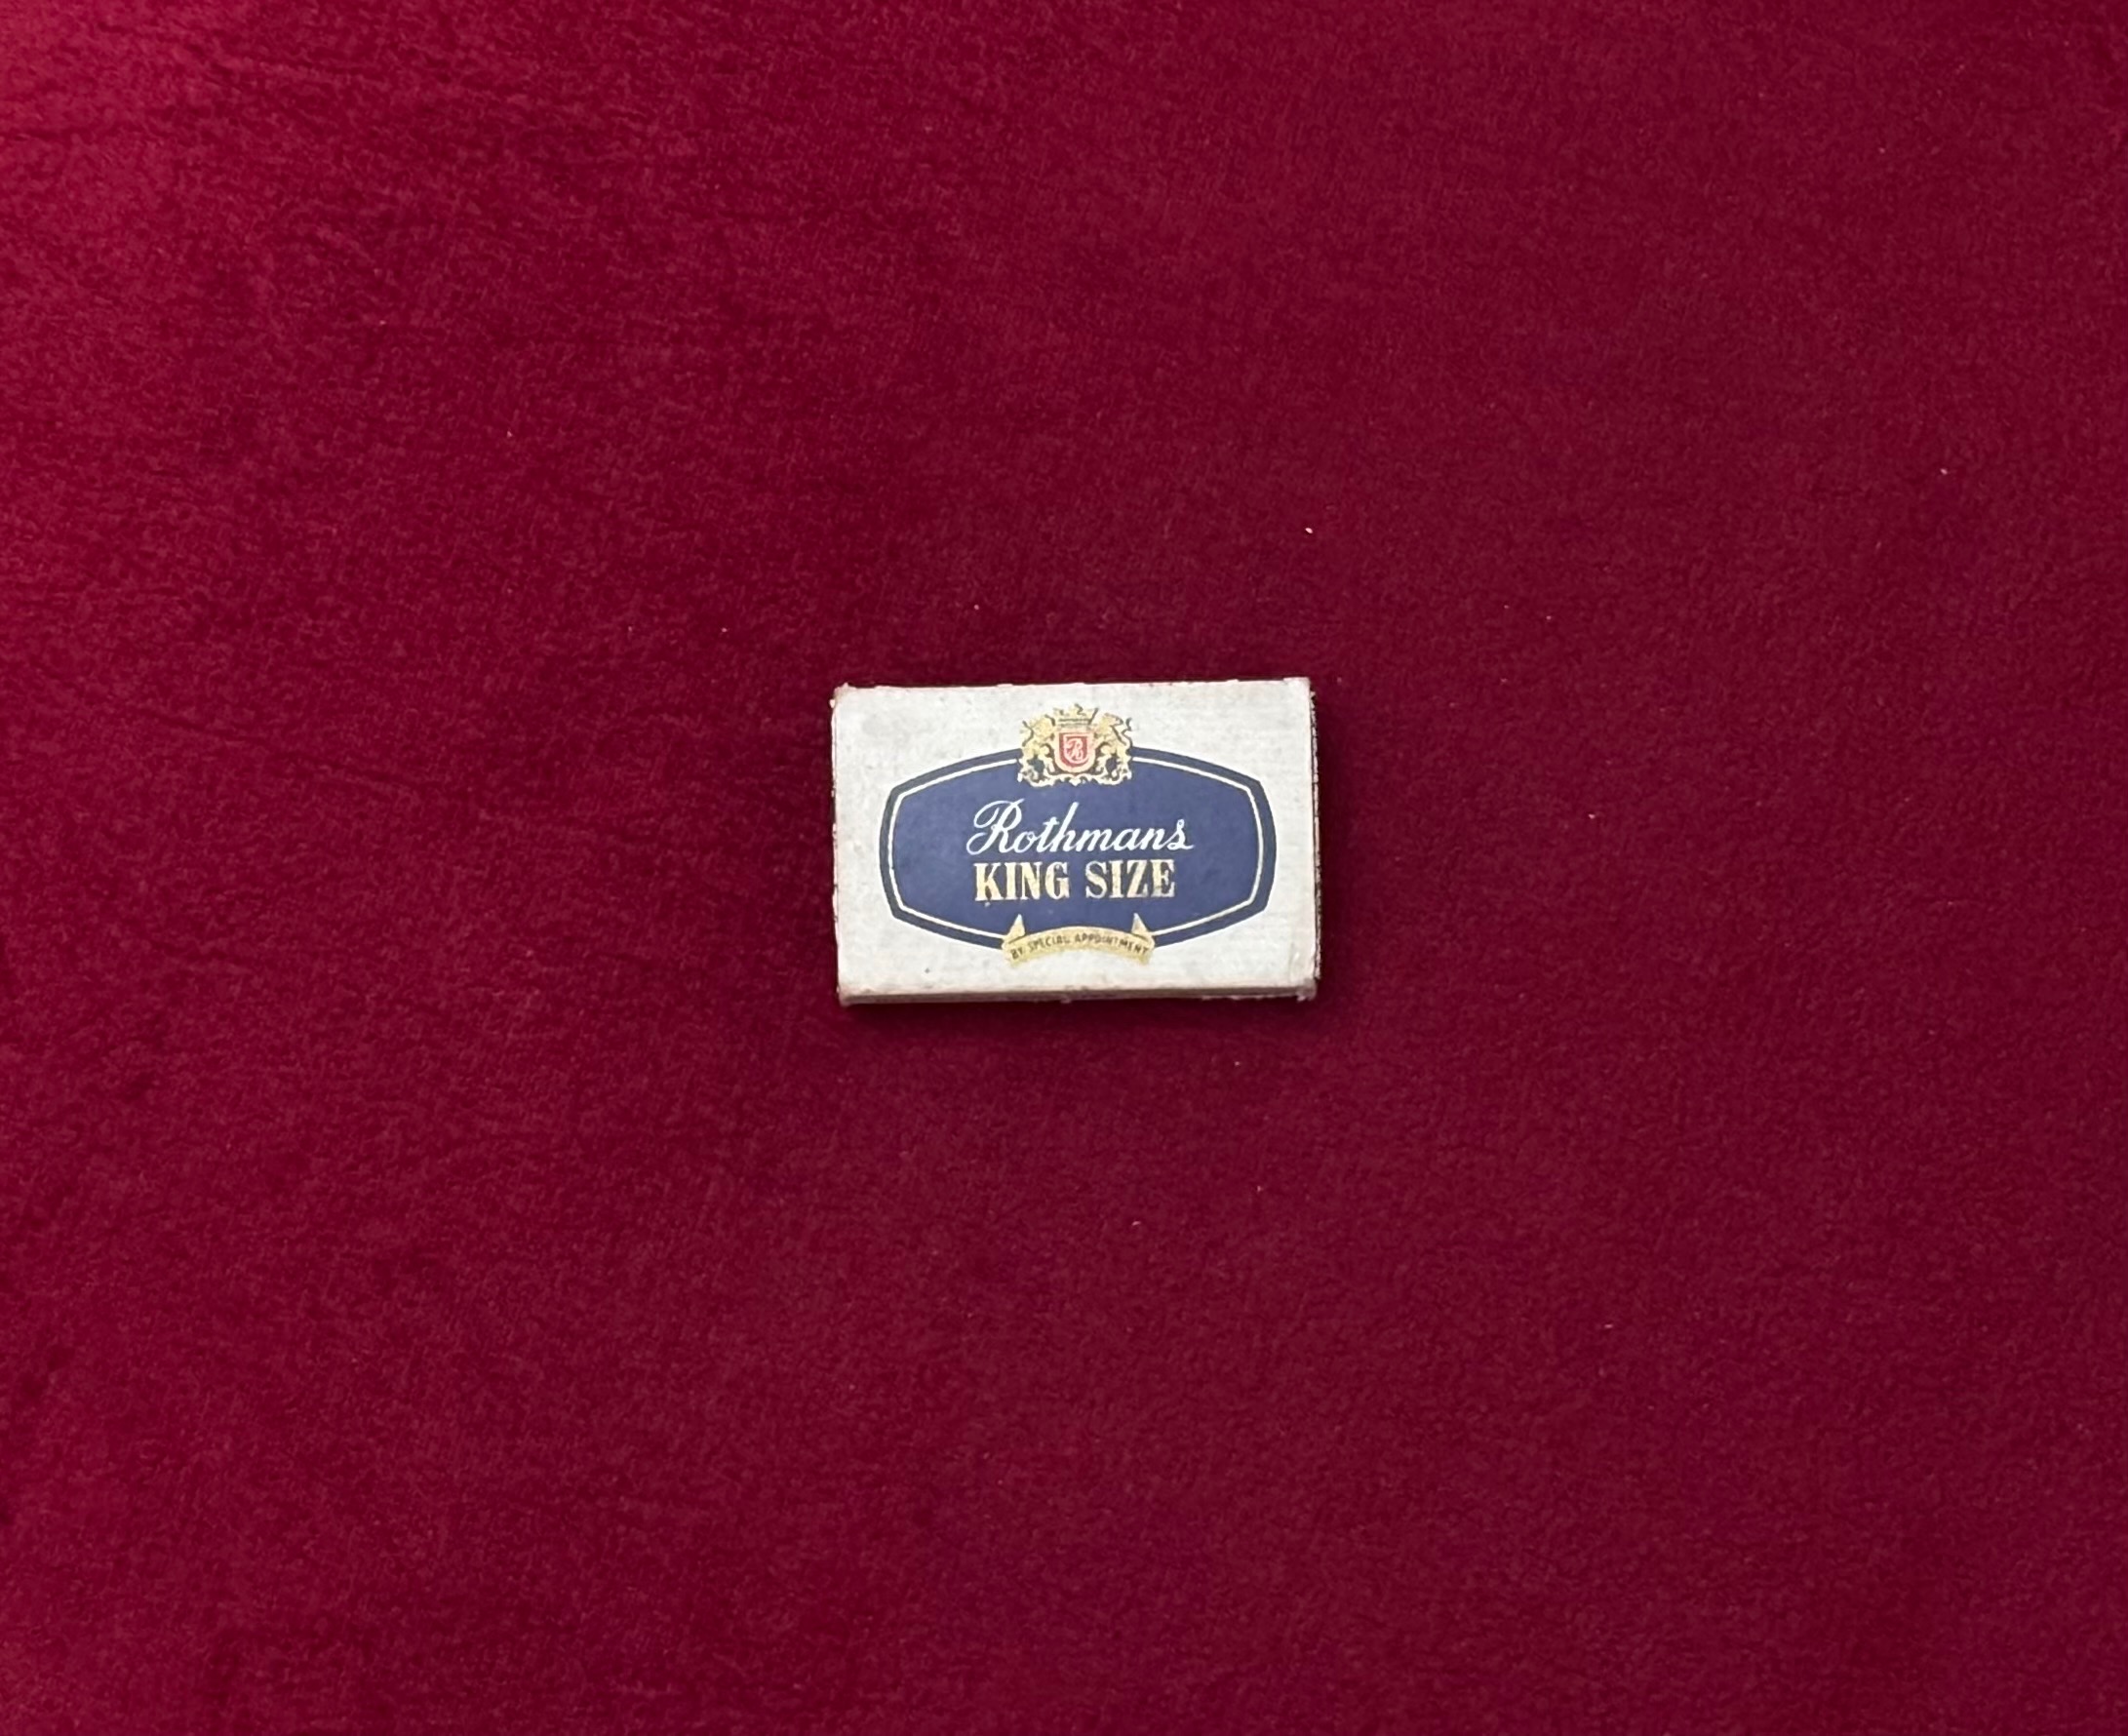 Rothmans
KING SIZE
BY SPECIAL APPOINTMENT